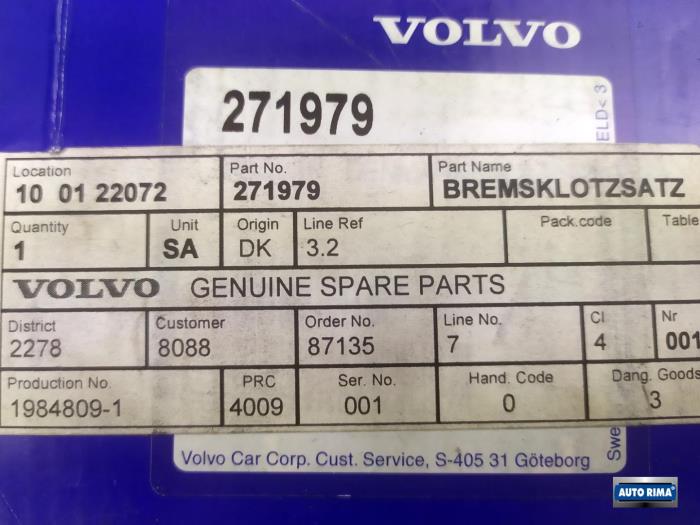 VOLVO
271979
ELD< 3
Location Part No. Part Name
10 01 22072 271979 BREMSKLOTZSATZ
Quantity Unit Origin Line Ref Pack.code Table
1 SA DK 3.2
VOLVO GENUINE SPARE PARTS
District Customer Order No. Line No. Cl Nr
2278 8088 87135 7 4 001
Production No. PRC Ser. No. Hand. Code Dang. Goods
1984809-1 4009 001 0 3
Swe
Volvo Car Corp. Cust. Service, S-405 31 Göteborg
AUTO RIMA